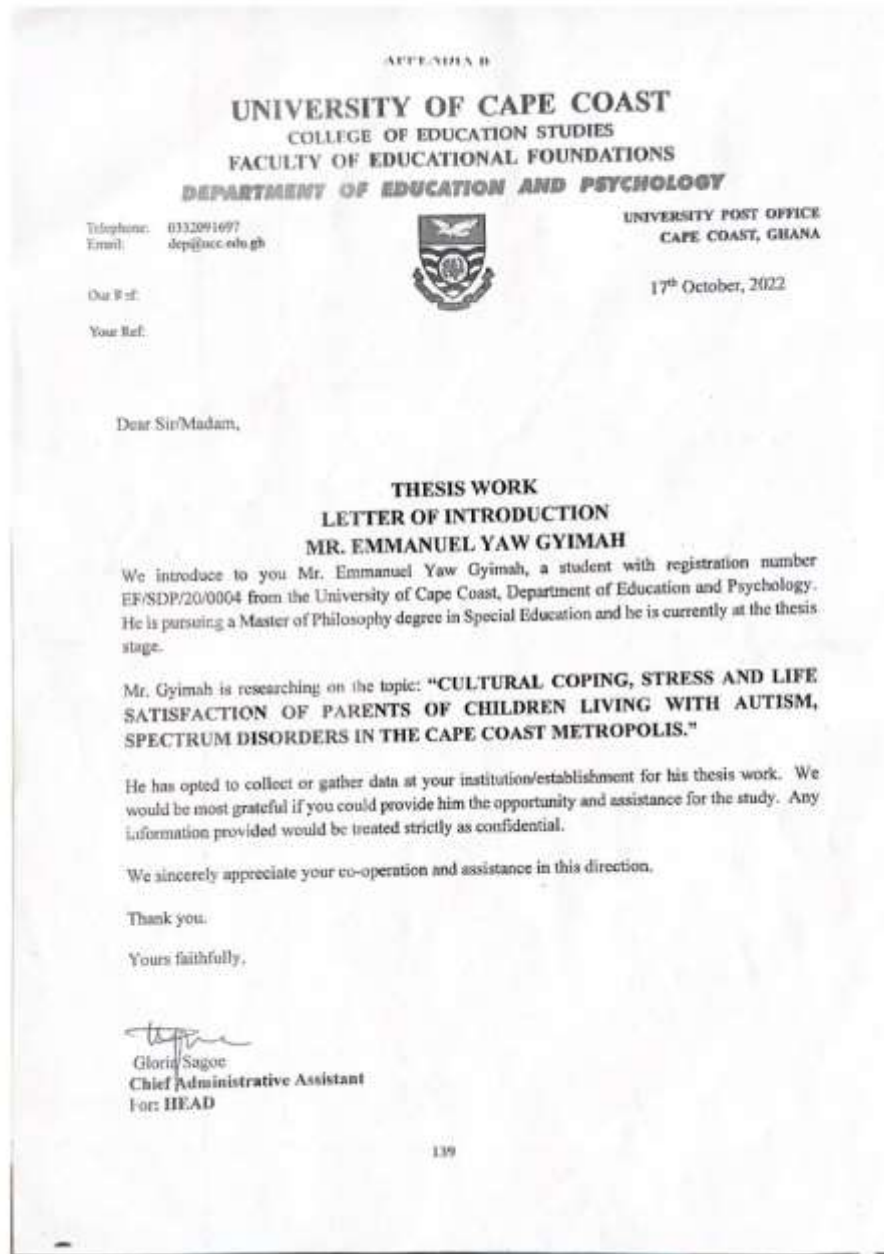 APPENDIX B
UNIVERSITY OF CAPE COAST
COLLEGE OF EDUCATION STUDIES
FACULTY OF EDUCATIONAL FOUNDATIONS
DEPARTMENT OF EDUCATION AND PSYCHOLOGY
Telephone: 0332091697
Email: dep@ucc.edu.gh
UNIVERSITY POST OFFICE
CAPE COAST, GHANA
17th October, 2022
Our Ref:
Your Ref:
Dear Sir/Madam,
THESIS WORK
LETTER OF INTRODUCTION
MR. EMMANUEL YAW GYIMAH
We introduce to you Mr. Emmanuel Yaw Gyimah, a student with registration number
EF/SDP/20/0004 from the University of Cape Coast, Department of Education and Psychology.
He is pursuing a Master of Philosophy degree in Special Education and he is currently at the thesis
stage.
Mr. Gyimah is researching on the topic: “CULTURAL COPING, STRESS AND LIFE
SATISFACTION OF PARENTS OF CHILDREN LIVING WITH AUTISM,
SPECTRUM DISORDERS IN THE CAPE COAST METROPOLIS.”
He has opted to collect or gather data at your institution/establishment for his thesis work. We
would be most grateful if you could provide him the opportunity and assistance for the study. Any
information provided would be treated strictly as confidential.
We sincerely appreciate your co-operation and assistance in this direction.
Thank you.
Yours faithfully,
Gloria Sagoe
Chief Administrative Assistant
For: HEAD
139